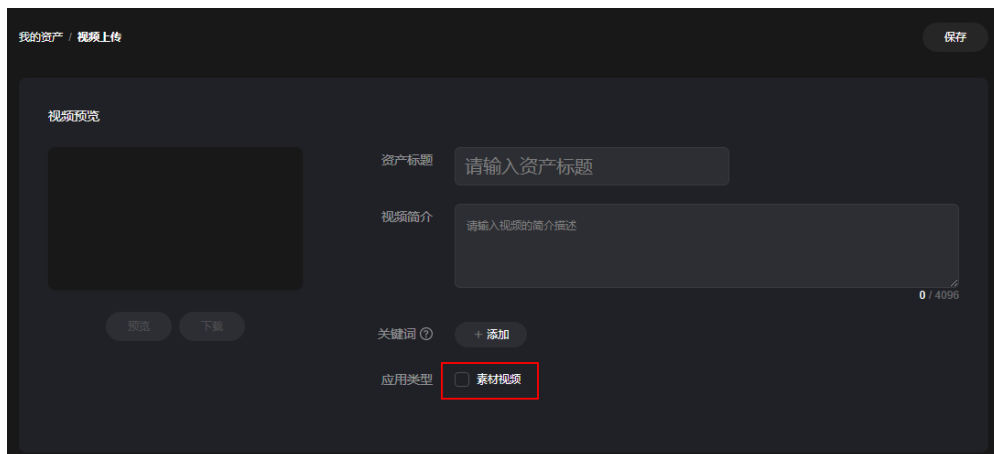 我的资产 / 视频上传
保存
视频预览
资产标题
请输入资产标题
视频简介
请输入视频的简介描述
0 / 4096
预览
下载
关键词 ?
+ 添加
应用类型
素材视频